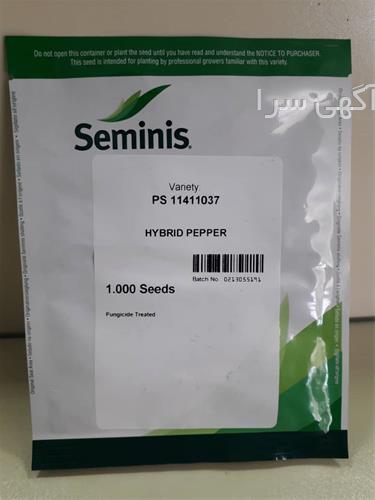 Do not open this container or plant the seed until you have read and understand the NOTICE TO PURCHASER.
This seed is intended for planting by professional growers familiar with this variety.
آگهی سرا
Seminis®
Variety
PS 11411037
HYBRID PEPPER
1.000 Seeds
Batch No
Fungicide Treated